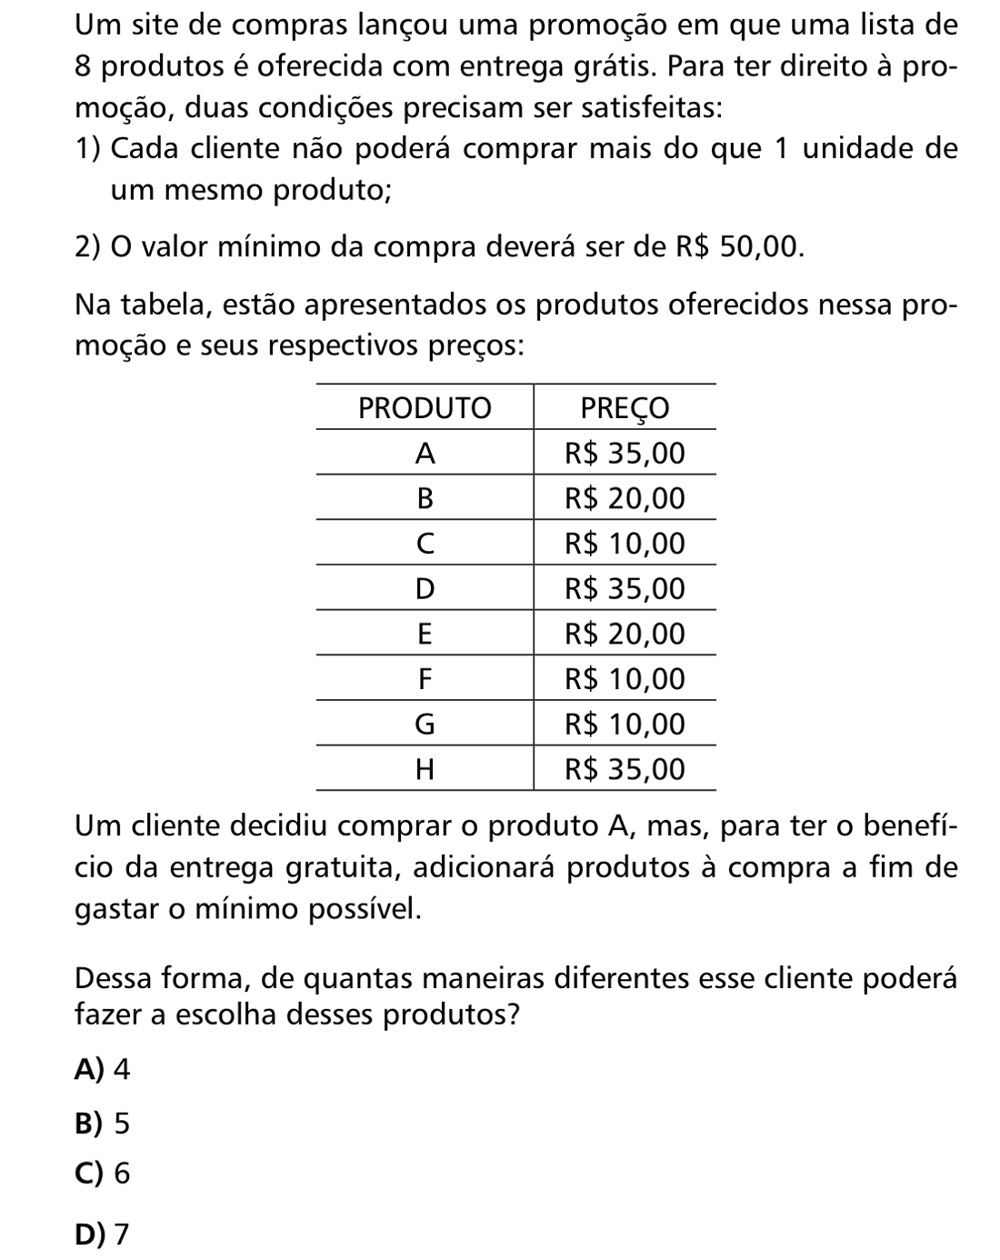 Um site de compras lançou uma promoção em que uma lista de
8 produtos é oferecida com entrega grátis. Para ter direito à pro-
moção, duas condições precisam ser satisfeitas:
1) Cada cliente não poderá comprar mais do que 1 unidade de
um mesmo produto;
2) O valor mínimo da compra deverá ser de R$ 50,00.
Na tabela, estão apresentados os produtos oferecidos nessa pro-
moção e seus respectivos preços:
PRODUTO PREÇO
A R$ 35,00
B R$ 20,00
C R$ 10,00
D R$ 35,00
E R$ 20,00
F R$ 10,00
G R$ 10,00
H R$ 35,00
Um cliente decidiu comprar o produto A, mas, para ter o benefí-
cio da entrega gratuita, adicionará produtos à compra a fim de
gastar o mínimo possível.
Dessa forma, de quantas maneiras diferentes esse cliente poderá
fazer a escolha desses produtos?
A) 4
B) 5
C) 6
D) 7